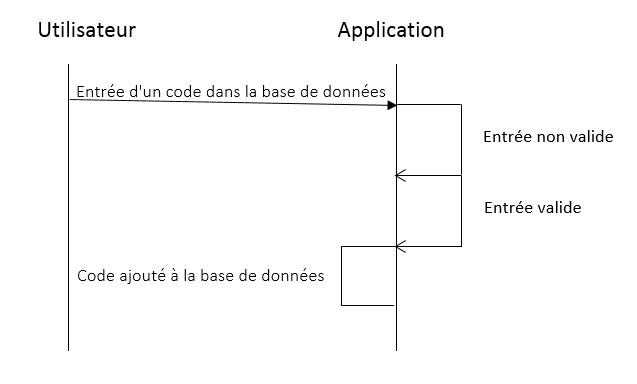 Utilisateur
Application
Entrée d'un code dans la base de données
Entrée non valide
Entrée valide
Code ajouté à la base de données